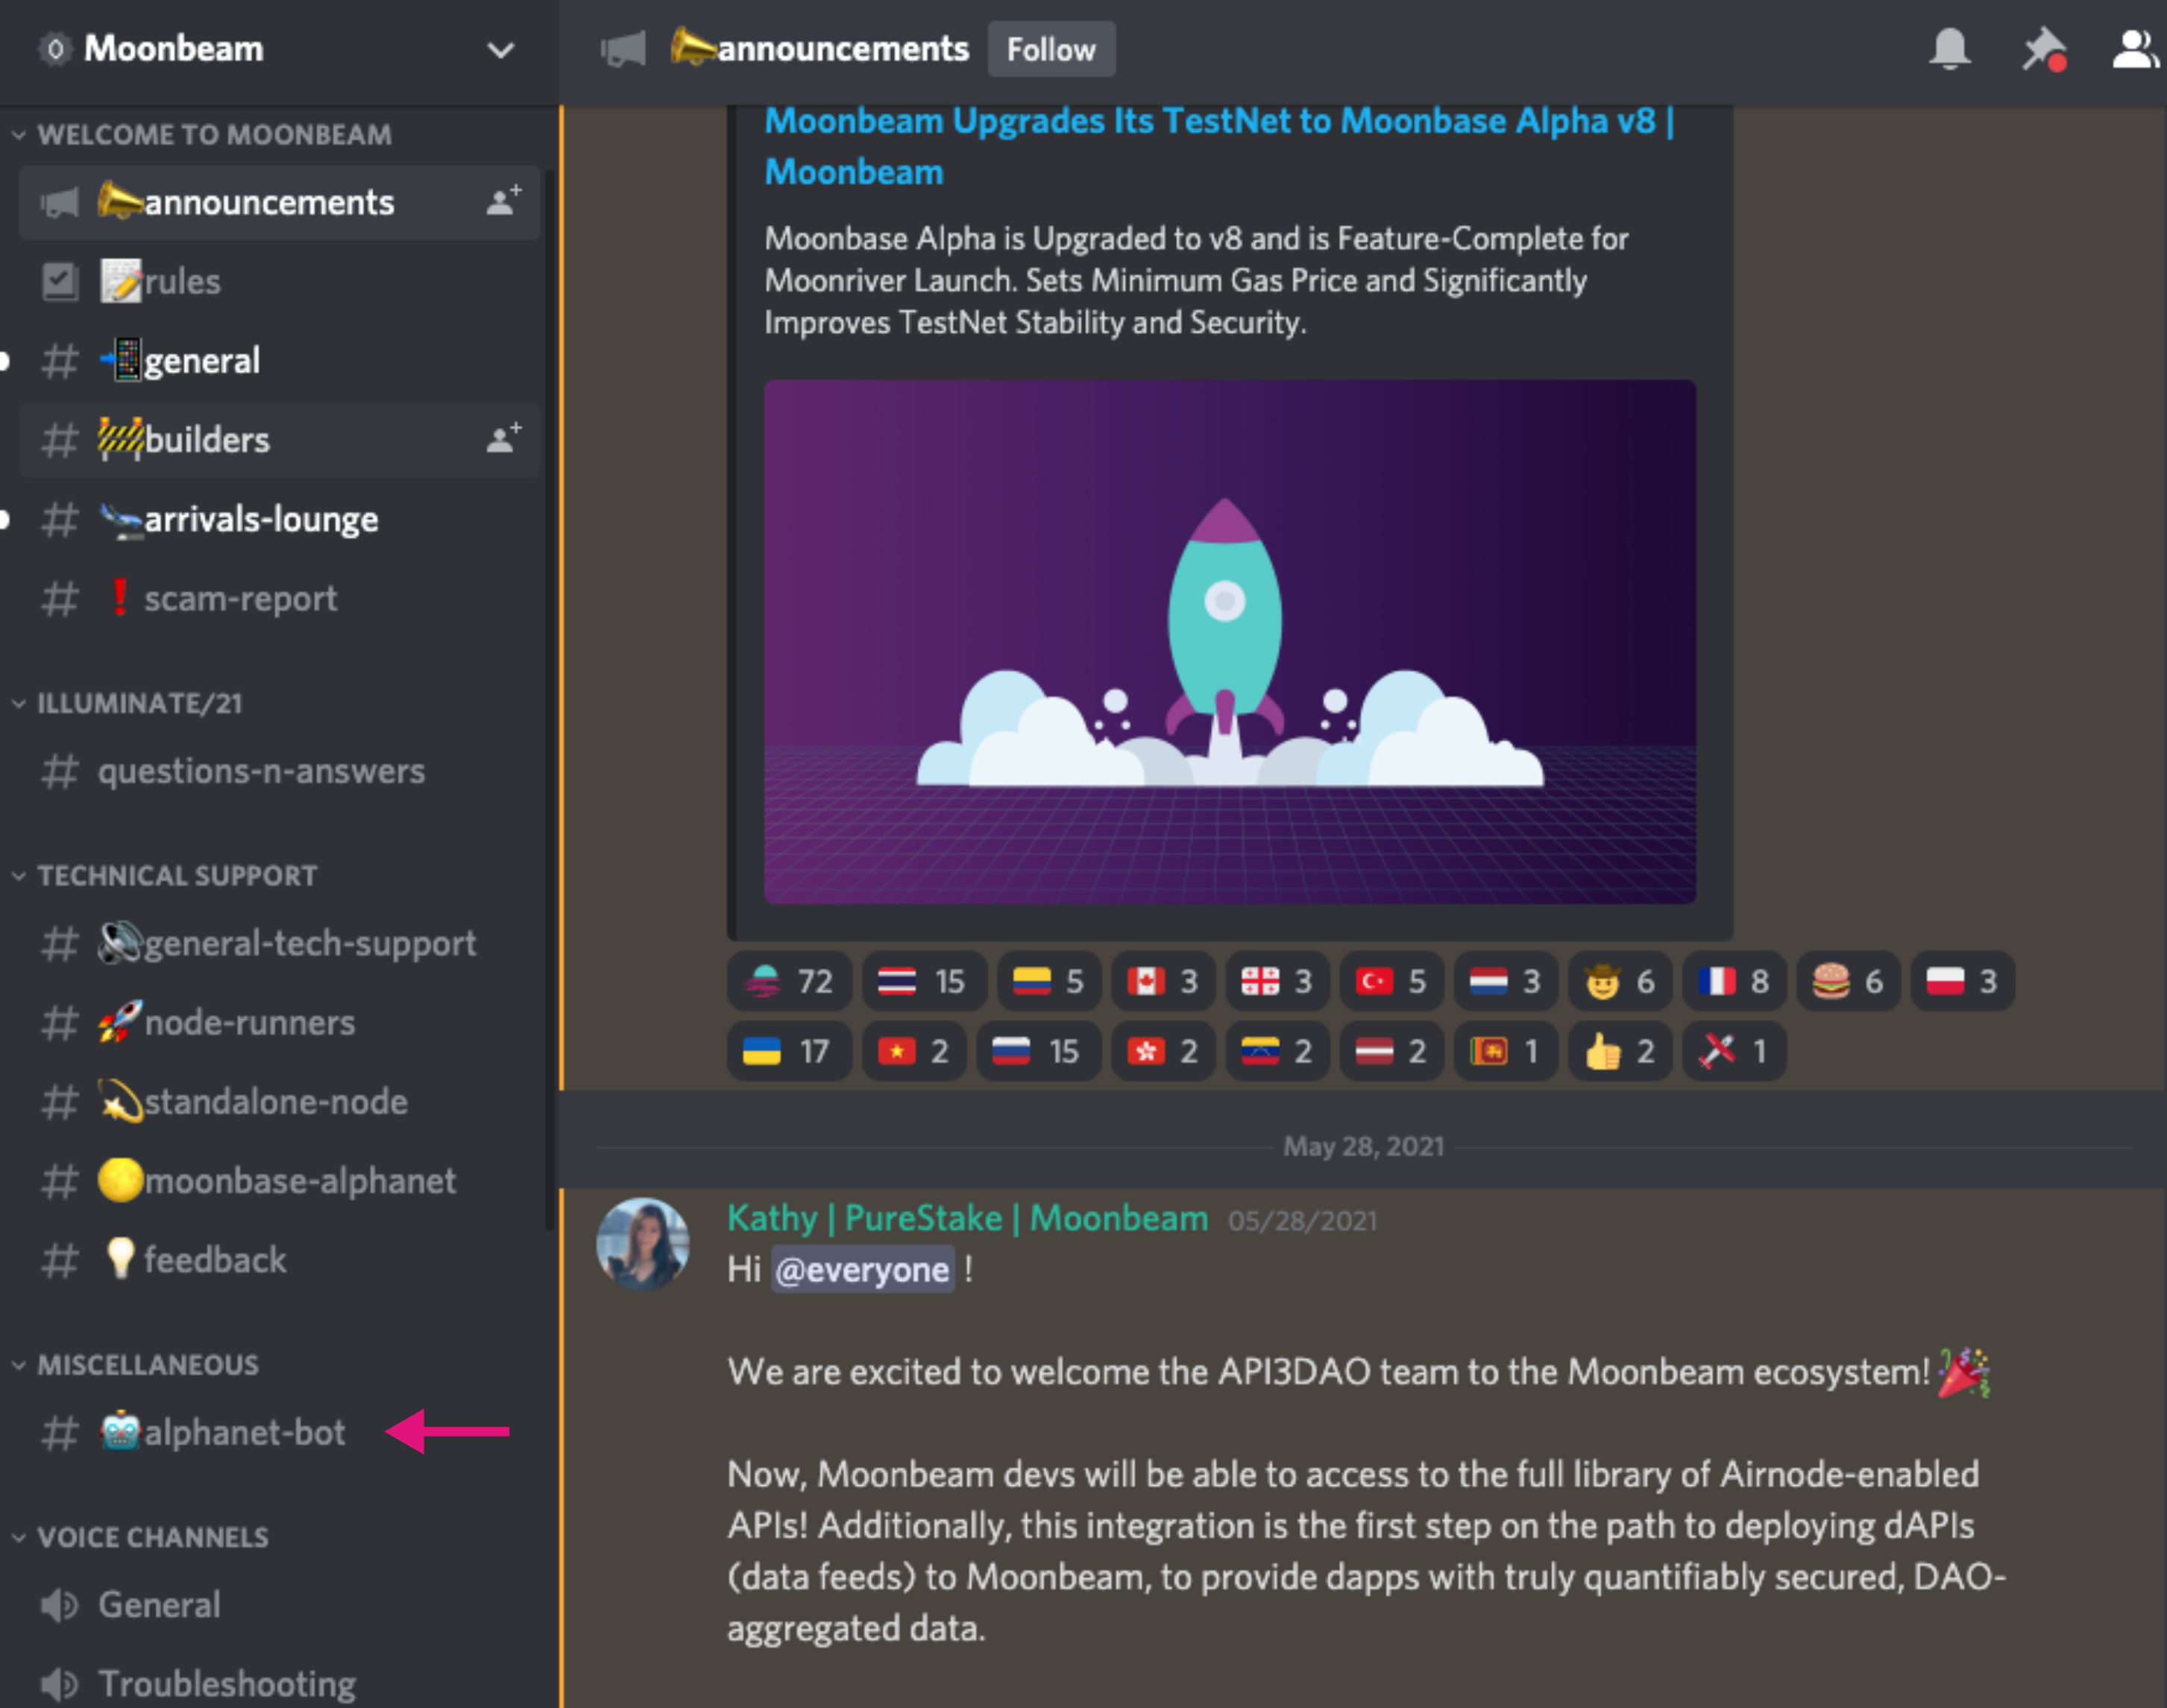 Moonbeam
WELCOME TO MOONBEAM
announcements
rules
# general
# builders
# arrivals-lounge
# ❗ scam-report
ILLUMINATE/21
# questions-n-answers
TECHNICAL SUPPORT
# general-tech-support
# node-runners
# standalone-node
# moonbase-alphanet
# feedback
MISCELLANEOUS
# alphanet-bot
VOICE CHANNELS
General
Troubleshooting
announcements Follow
Moonbeam Upgrades Its TestNet to Moonbase Alpha v8 |
Moonbeam
Moonbase Alpha is Upgraded to v8 and is Feature-Complete for
Moonriver Launch. Sets Minimum Gas Price and Significantly
Improves TestNet Stability and Security.
72 15 5 3 3 5 3 6 8 6 3
17 2 15 2 2 2 1 2 1
May 28, 2021
Kathy | PureStake | Moonbeam 05/28/2021
Hi @everyone !
We are excited to welcome the API3DAO team to the Moonbeam ecosystem!
Now, Moonbeam devs will be able to access to the full library of Airnode-enabled
APIs! Additionally, this integration is the first step on the path to deploying dAPIs
(data feeds) to Moonbeam, to provide dapps with truly quantifiably secured, DAO-
aggregated data.